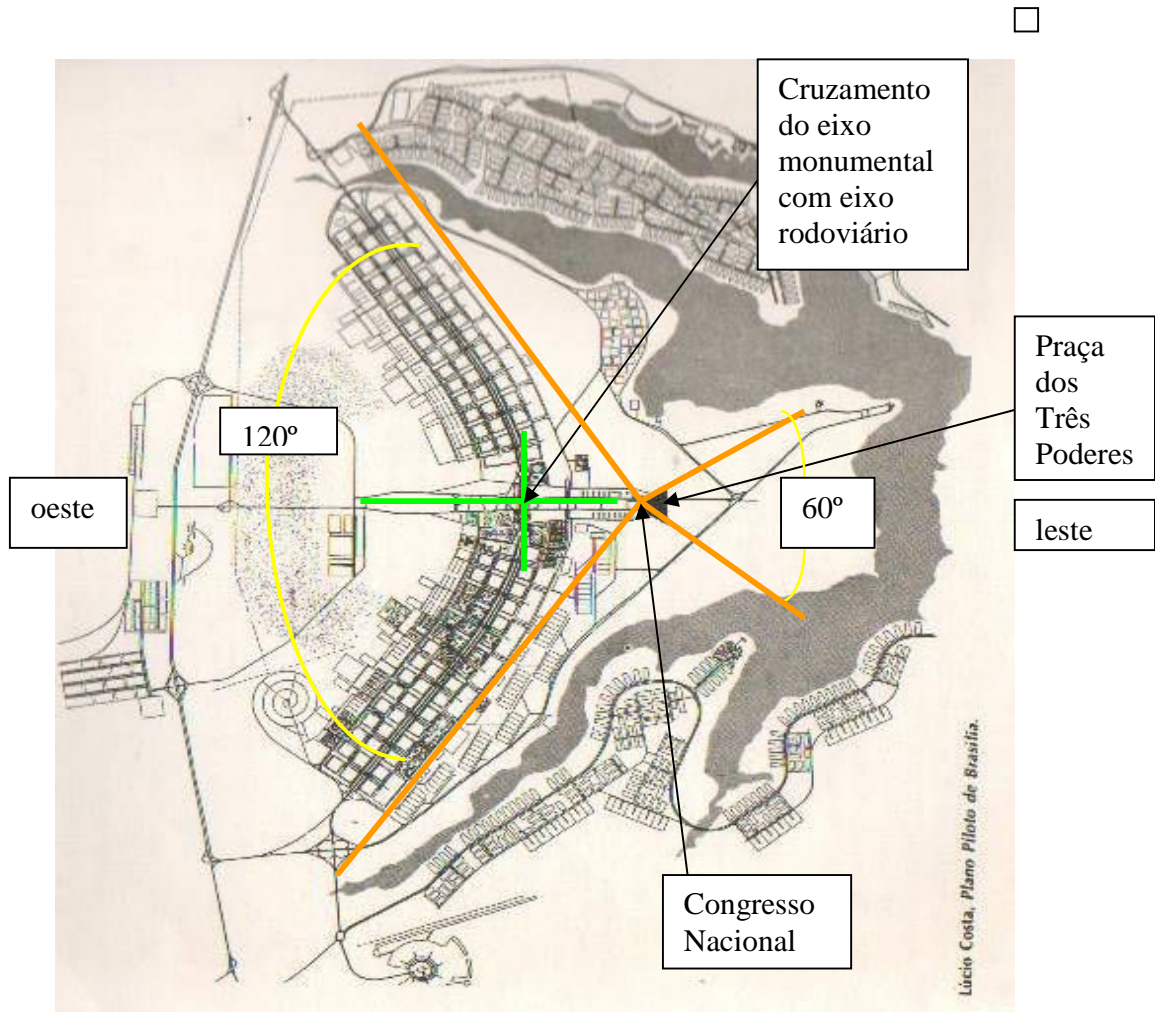 Cruzamento
do eixo
monumental
com eixo
rodoviário
Praça
dos
Três
Poderes
120º
oeste
60º
leste
Congresso
Nacional
Lúcio Costa, Plano Piloto de Brasília.